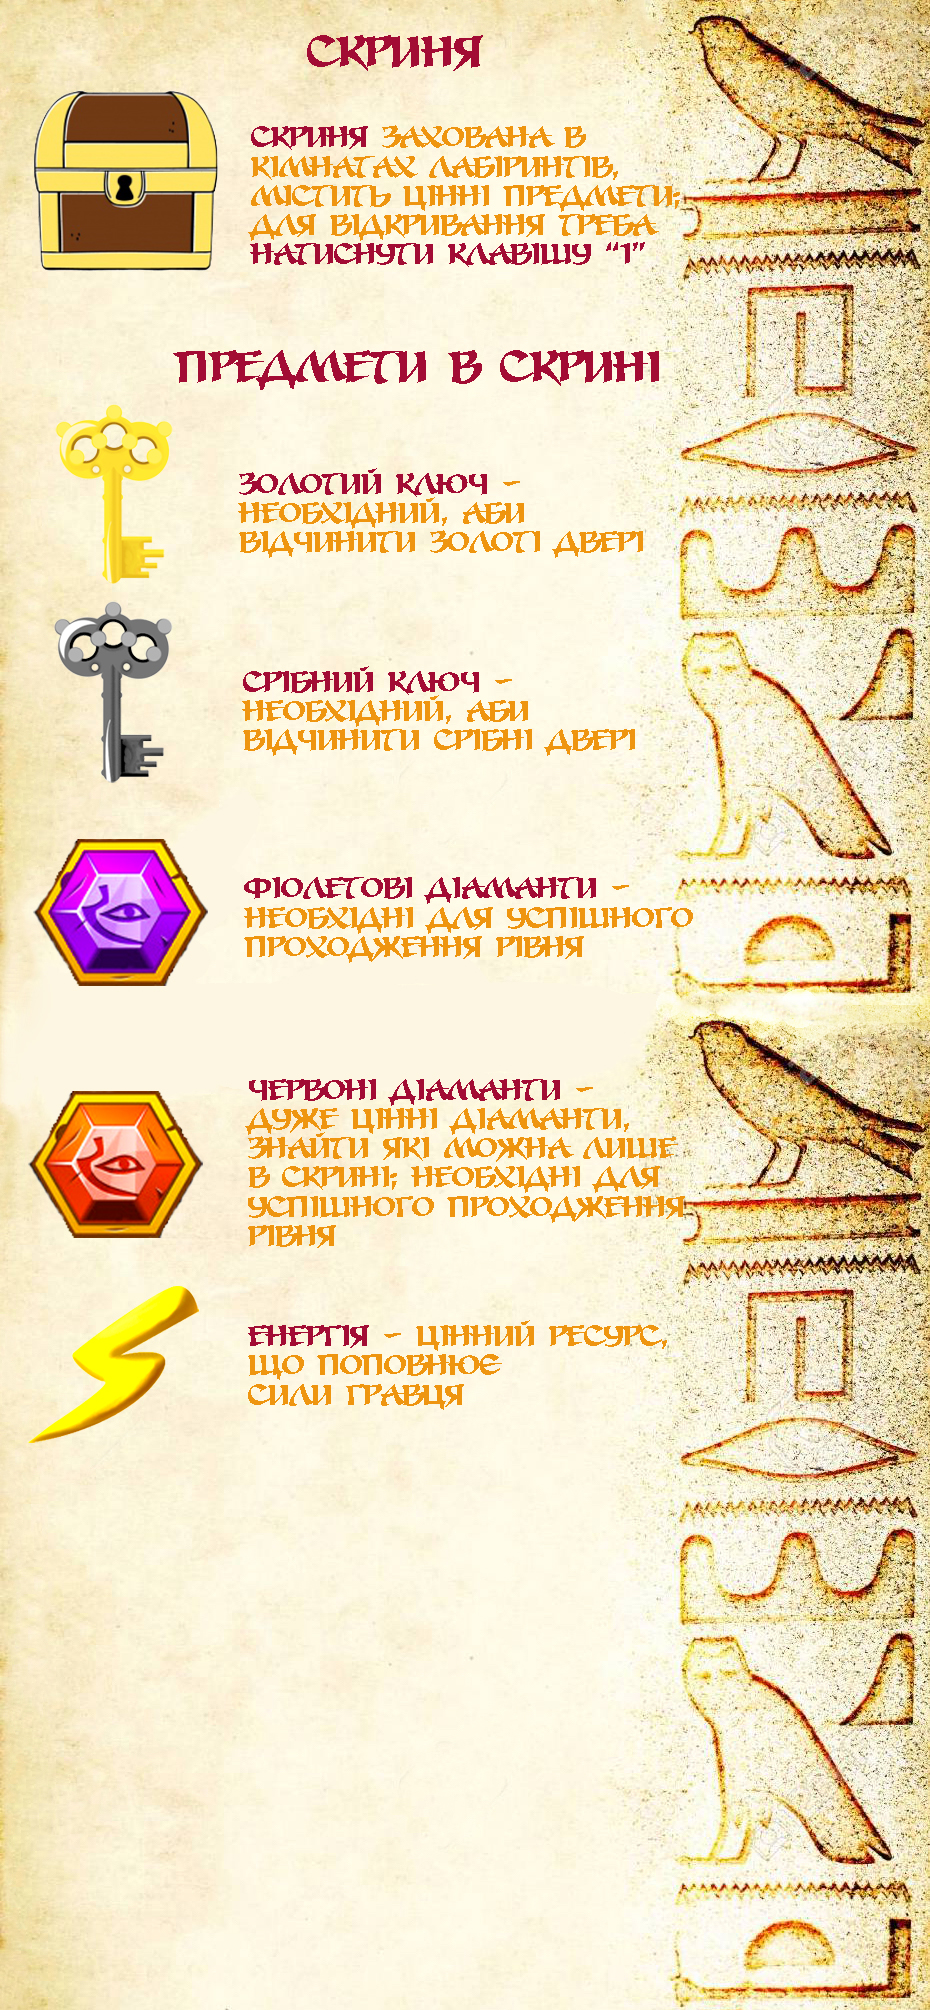 СКРИНЯ
СКРИНЯ ЗАХОВАНА В
КІМНАТАХ ЛАБІРИНТІВ,
МІСТИТЬ ЦІННІ ПРЕДМЕТИ;
ДЛЯ ВІДКРИВАННЯ ТРЕБА
НАТИСНУТИ КЛАВІШУ “1”
ПРЕДМЕТИ В СКРИНІ
ЗОЛОТИЙ КЛЮЧ –
НЕОБХІДНИЙ, АБИ
ВІДЧИНИТИ ЗОЛОТІ ДВЕРІ
СРІБНИЙ КЛЮЧ –
НЕОБХІДНИЙ, АБИ
ВІДЧИНИТИ СРІБНІ ДВЕРІ
ФІОЛЕТОВІ ДІАМАНТИ –
НЕОБХІДНІ ДЛЯ УСПІШНОГО
ПРОХОДЖЕННЯ РІВНЯ
ЧЕРВОНІ ДІАМАНТИ –
ДУЖЕ ЦІННІ ДІАМАНТИ,
ЗНАЙТИ ЯКІ МОЖНА ЛИШЕ
В СКРИНІ; НЕОБХІДНІ ДЛЯ
УСПІШНОГО ПРОХОДЖЕННЯ
РІВНЯ
ЕНЕРГІЯ – ЦІННИЙ РЕСУРС,
ЩО ПОПОВНЮЄ
СИЛИ ГРАВЦЯ